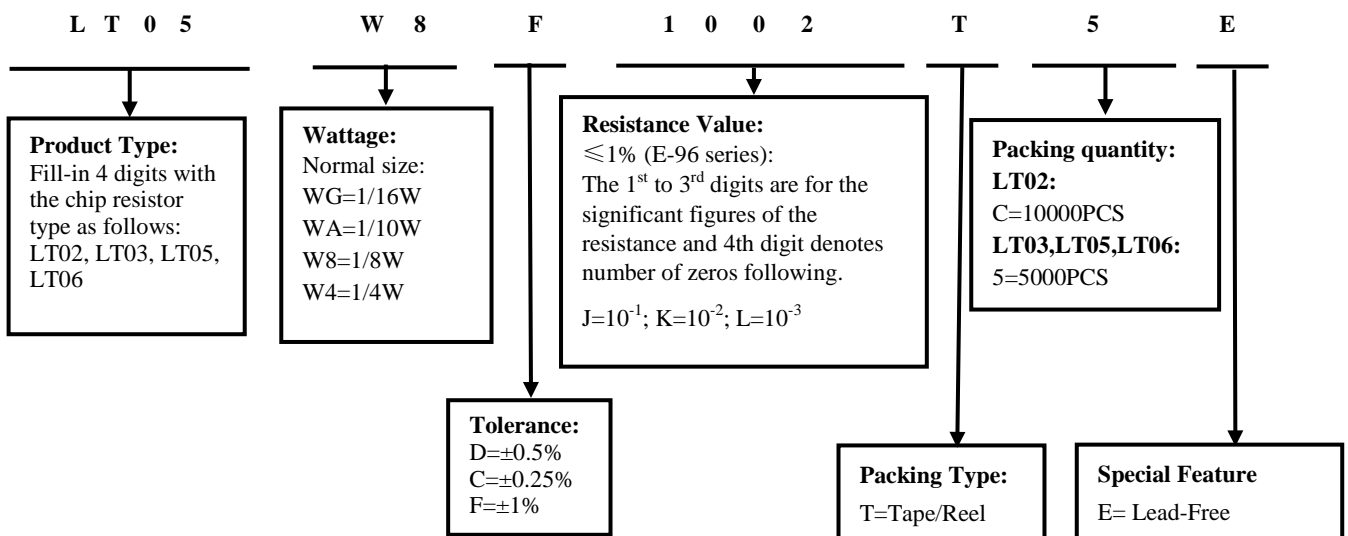 L T 0 5 W 8 F 1 0 0 2 T 5 E
Product Type:
Fill-in 4 digits with
the chip resistor
type as follows:
LT02, LT03, LT05,
LT06
Wattage:
Normal size:
WG=1/16W
WA=1/10W
W8=1/8W
W4=1/4W
Resistance Value:
≦1% (E-96 series):
The 1st to 3rd digits are for the
significant figures of the
resistance and 4th digit denotes
number of zeros following.
J=10-1; K=10-2; L=10-3
Packing quantity:
LT02:
C=10000PCS
LT03,LT05,LT06:
5=5000PCS
Tolerance:
D=±0.5%
C=±0.25%
F=±1%
Packing Type:
T=Tape/Reel
Special Feature
E= Lead-Free